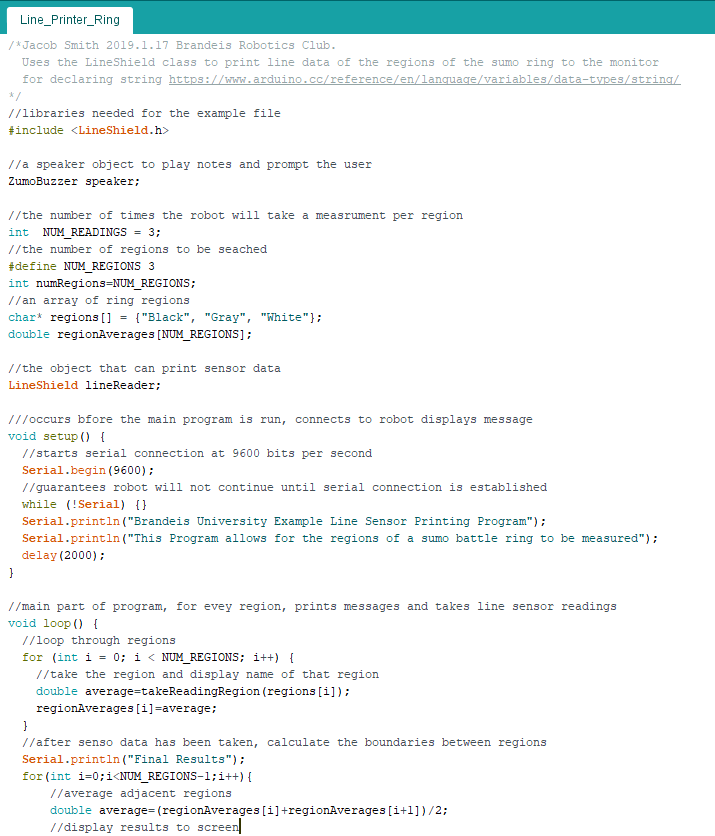 Line_Printer_Ring
/*Jacob Smith 2019.1.17 Brandeis Robotics Club.
  Uses the LineShield class to print line data of the regions of the sumo ring to the monitor
  for declaring string https://www.arduino.cc/reference/en/language/variables/data-types/string/
*/
//libraries needed for the example file
#include <LineShield.h>

//a speaker object to play notes and prompt the user
ZumoBuzzer speaker;

//the number of times the robot will take a measrument per region
int  NUM_READINGS = 3;
//the number of regions to be seached
#define NUM_REGIONS 3
int numRegions=NUM_REGIONS;
//an array of ring regions
char* regions[] = {"Black", "Gray", "White"};
double regionAverages[NUM_REGIONS];

//the object that can print sensor data
LineShield lineReader;

///occurs bfore the main program is run, connects to robot displays message
void setup() {
  //starts serial connection at 9600 bits per second
  Serial.begin(9600);
  //guarantees robot will not continue until serial connection is established
  while (!Serial) {}
  Serial.println("Brandeis University Example Line Sensor Printing Program");
  Serial.println("This Program allows for the regions of a sumo battle ring to be measured");
  delay(2000);
}

//main part of program, for evey region, prints messages and takes line sensor readings
void loop() {
  //loop through regions
  for (int i = 0; i < NUM_REGIONS; i++) {
    //take the region and display name of that region
    double average=takeReadingRegion(regions[i]);
    regionAverages[i]=average;
  }
  //after senso data has been taken, calculate the boundaries between regions
  Serial.println("Final Results");
  for(int i=0;i<NUM_REGIONS-1;i++){
      //average adjacent regions
      double average=(regionAverages[i]+regionAverages[i+1])/2;
      //display results to screen